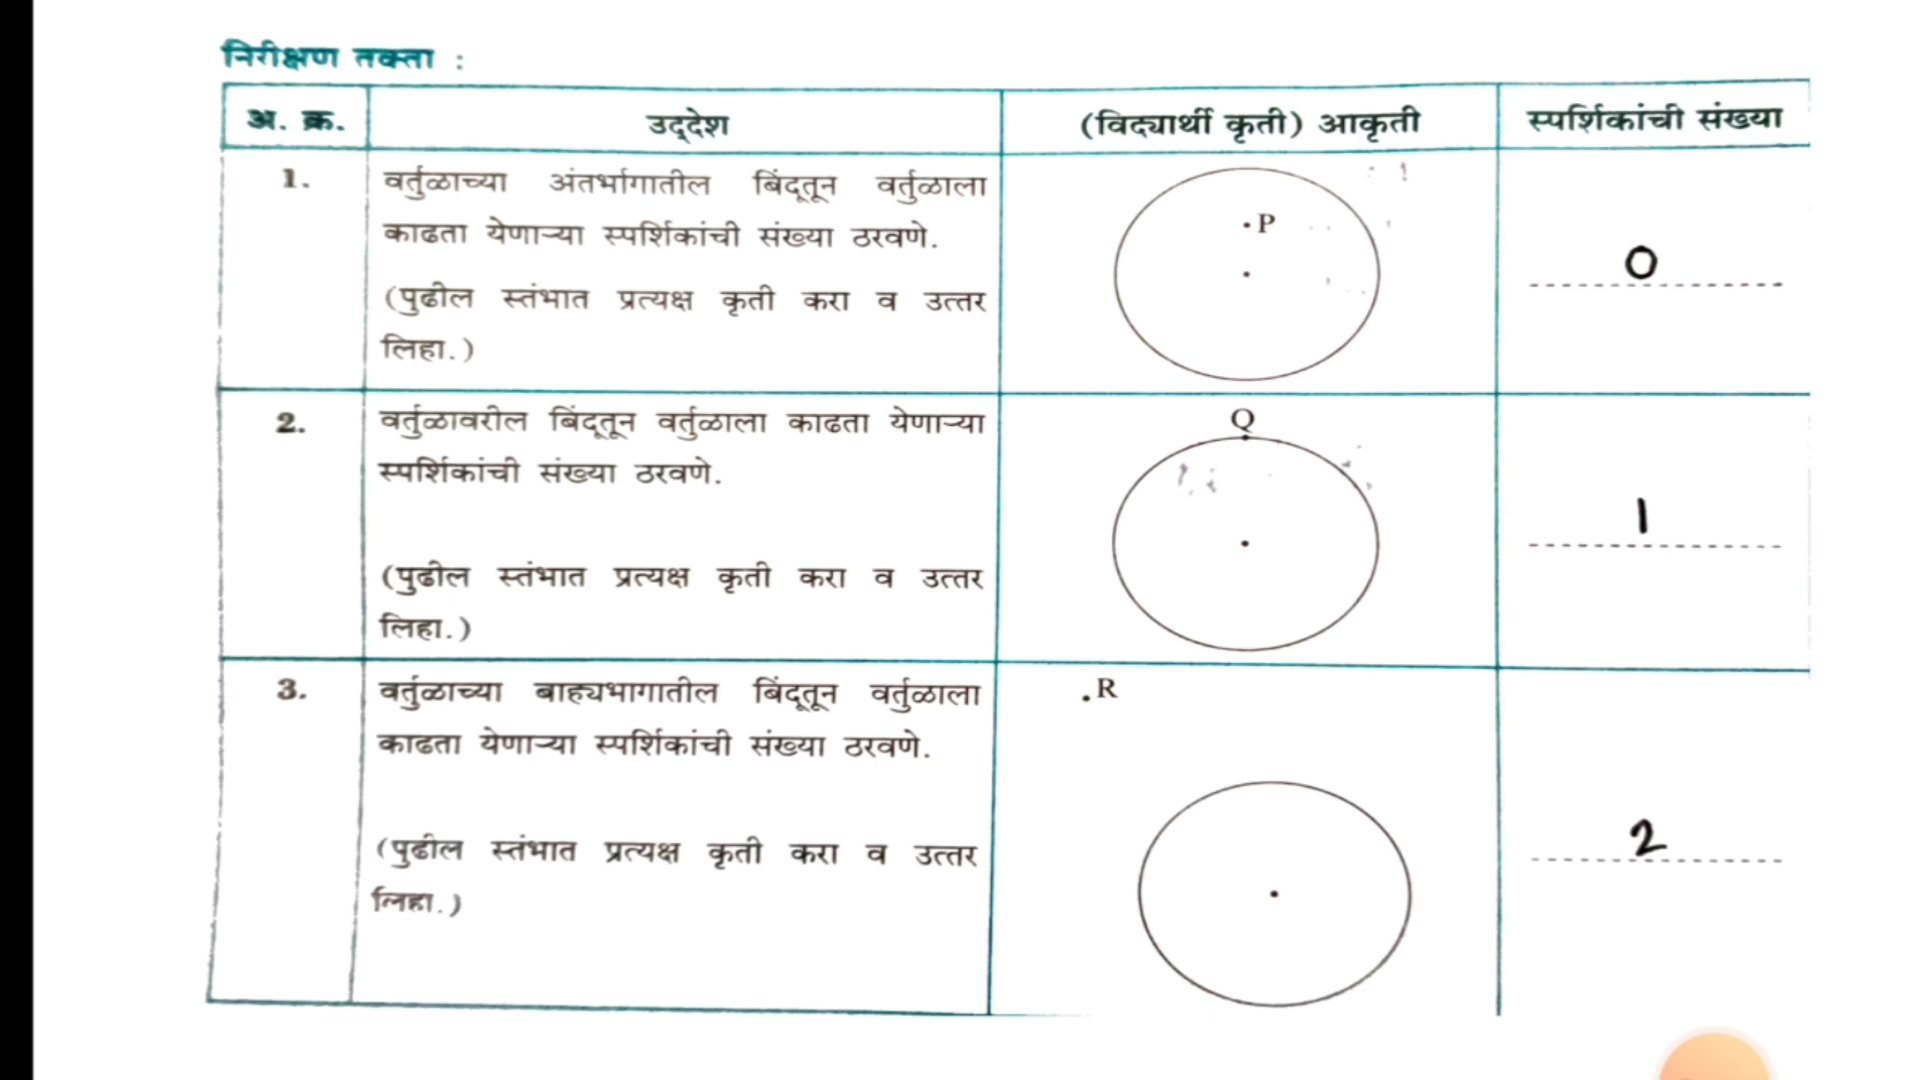 निरीक्षण तक्ता :
अ. क्र. उद्‌देश (विद्यार्थी कृती) आकृती स्पर्शिकांची संख्या
1. वर्तुळाच्या अंतर्भागातील बिंदूतून वर्तुळाला
काढता येणाऱ्या स्पर्शिकांची संख्या ठरवणे.
(पुढील स्तंभात प्रत्यक्ष कृती करा व उत्तर
लिहा.)
P
0
2. वर्तुळावरील बिंदूतून वर्तुळाला काढता येणाऱ्या
स्पर्शिकांची संख्या ठरवणे.
(पुढील स्तंभात प्रत्यक्ष कृती करा व उत्तर
लिहा.)
Q
1
3. वर्तुळाच्या बाह्यभागातील बिंदूतून वर्तुळाला
काढता येणाऱ्या स्पर्शिकांची संख्या ठरवणे.
(पुढील स्तंभात प्रत्यक्ष कृती करा व उत्तर
लिहा.)
R
2